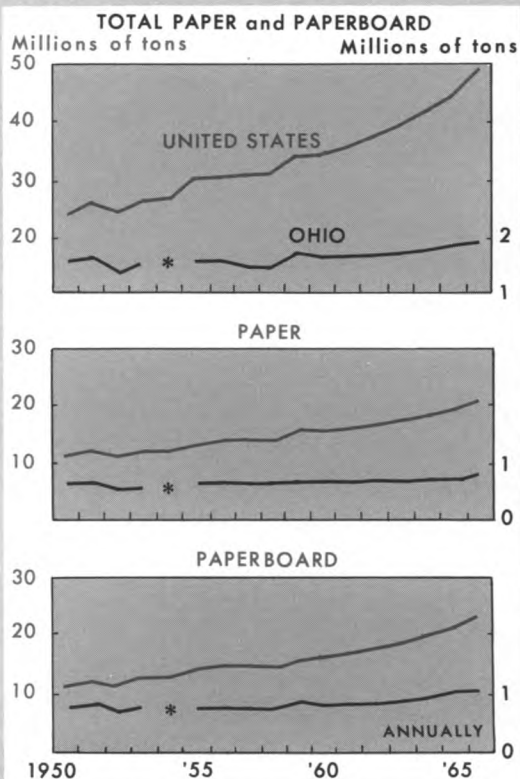 TOTAL PAPER and PAPERBOARD
Millions of tons Millions of tons
50
40
UNITED STATES
30
OHIO
20 2
*
1
PAPER
30
20
10 1
*
0
PAPERBOARD
30
20
10 1
*
ANNUALLY
0
1950 '55 '60 '65